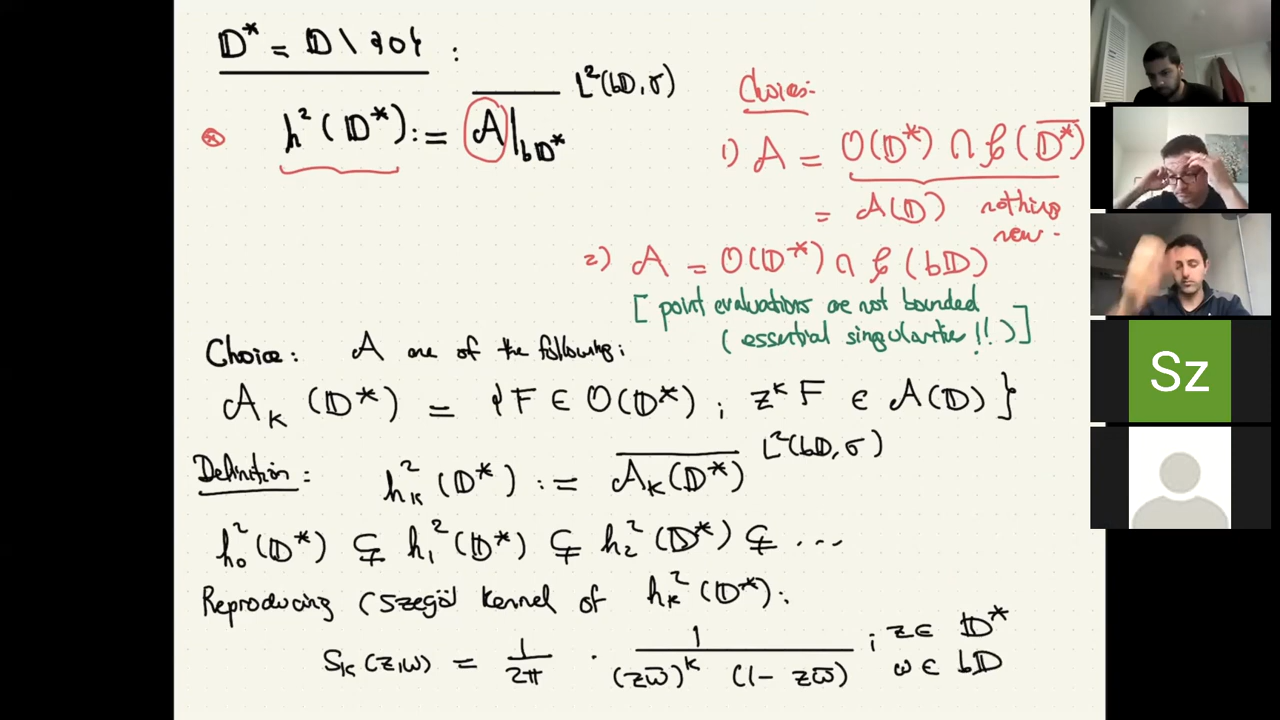 𝔻* = 𝔻 \ {0} :
h²(𝔻*) := A|_b𝔻* L²(b𝔻, σ)
Choices:
1) A = O(𝔻*) ∩ C(𝔻*)
= A(𝔻) nothing new.
2) A = O(𝔻*) ∩ C(b𝔻)
[point evaluations are not bounded
(essential singularities!!)]
Choice: A one of the following:
A_k(𝔻*) = {F ∈ O(𝔻*) ; z^k F ∈ A(𝔻)}
Definition: h²_k(𝔻*) := A_k(𝔻*) L²(b𝔻, σ)
h²_0(𝔻*) ⊊ h²_1(𝔻*) ⊊ h²_2(𝔻*) ⊊ ...
Reproducing (Szegö kernel of h²_k(𝔻*):
S_k(z,w) = 1/2π · 1/((zw̄)^k (1 - zw̄)) ; z ∈ 𝔻*
w ∈ b𝔻
Sz